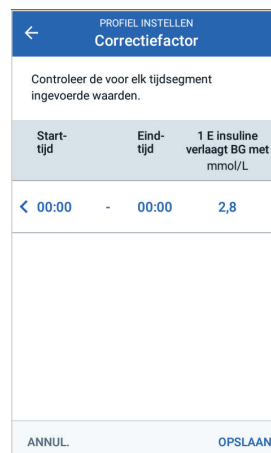 PROFIEL INSTELLEN
Correctiefactor
Controleer de voor elk tijdsegment
ingevoerde waarden.
Start-
tijd
Eind-
tijd
1 E insuline
verlaagt BG met
mmol/L
00:00 - 00:00 2,8
ANNUL. OPSLAAN